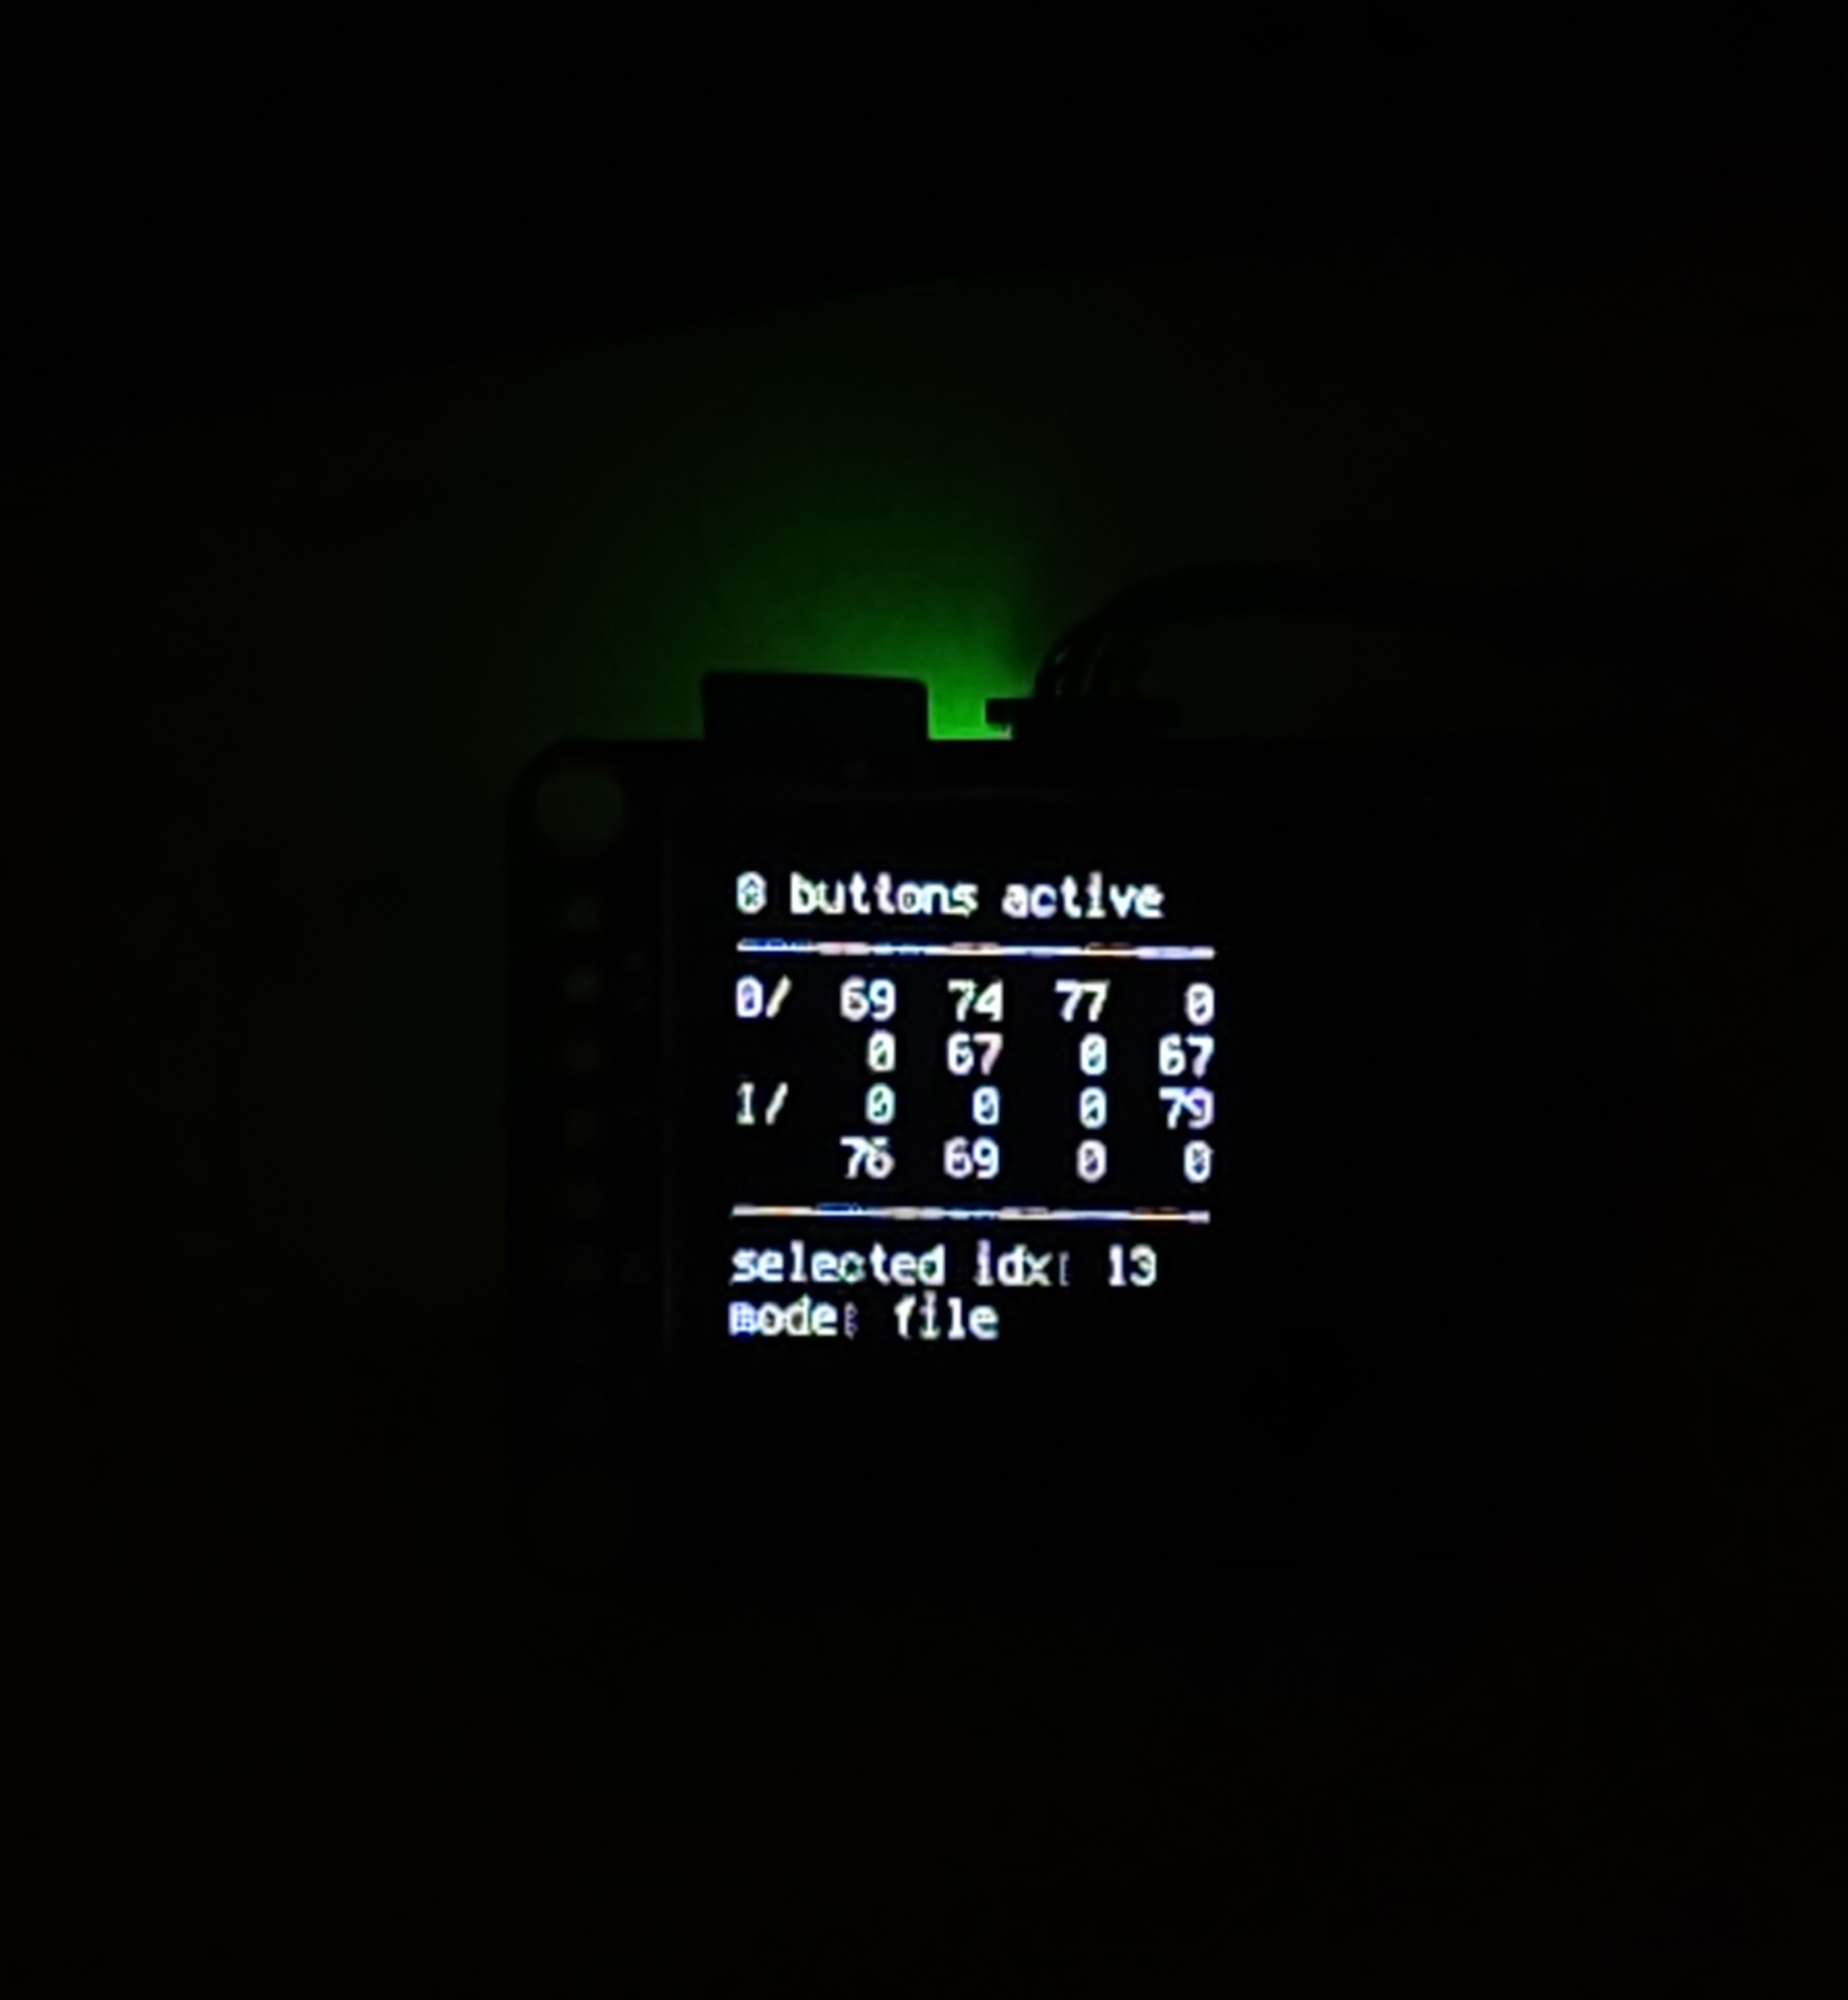 8 buttons active
0/ 69 74 77 0
0 67 0 67
1/ 0 0 0 79
76 69 0 0
selected idx: 13
mode: file